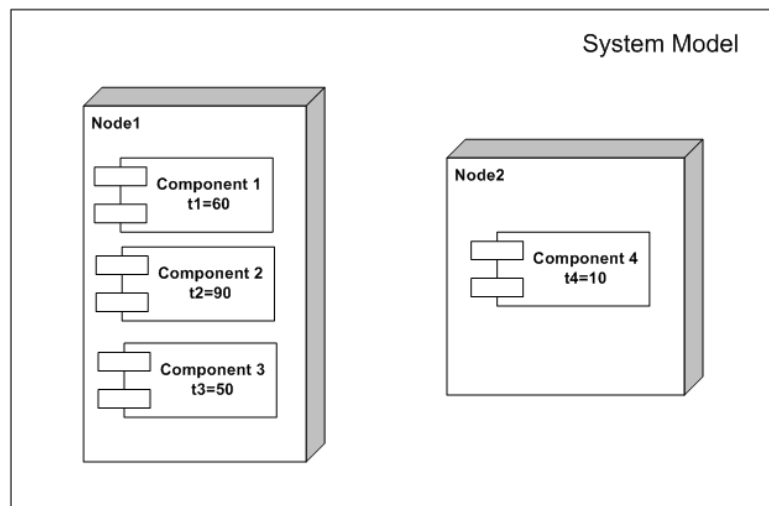 System Model
Node1
Component 1
t1=60
Component 2
t2=90
Component 3
t3=50
Node2
Component 4
t4=10